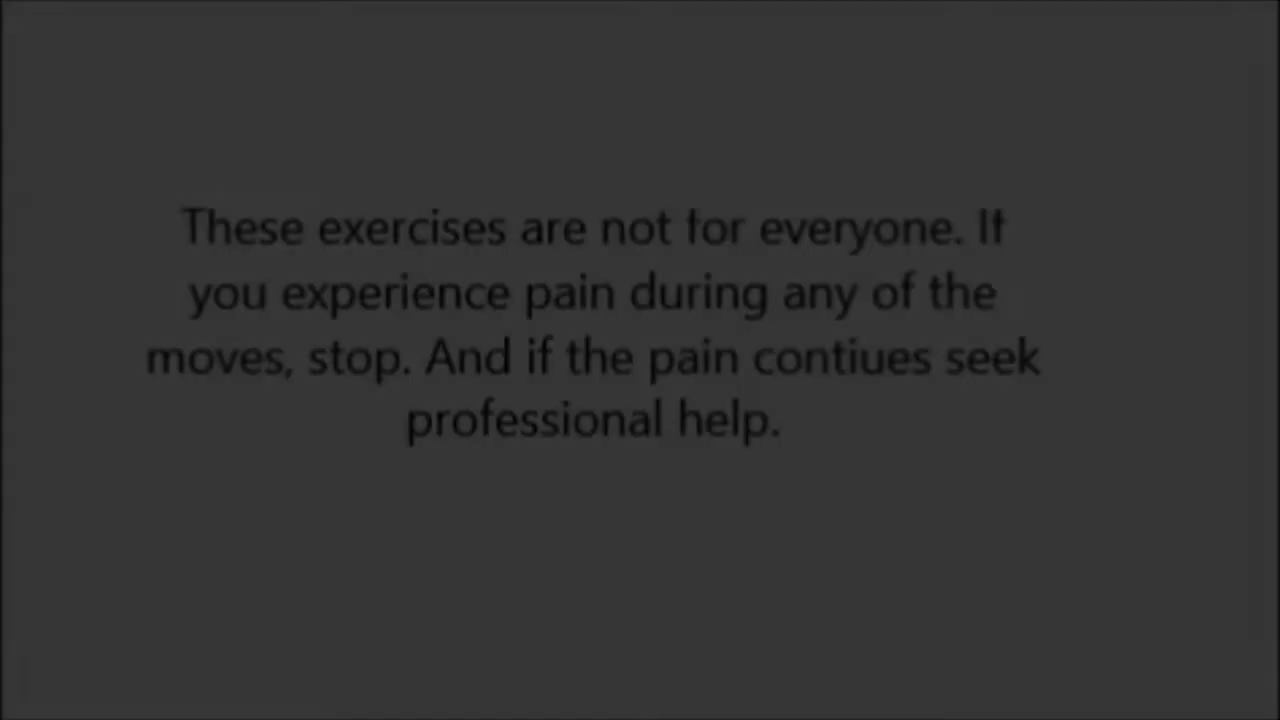 These exercises are not for everyone. If
you experience pain during any of the
moves, stop. And if the pain contiues seek
professional help.